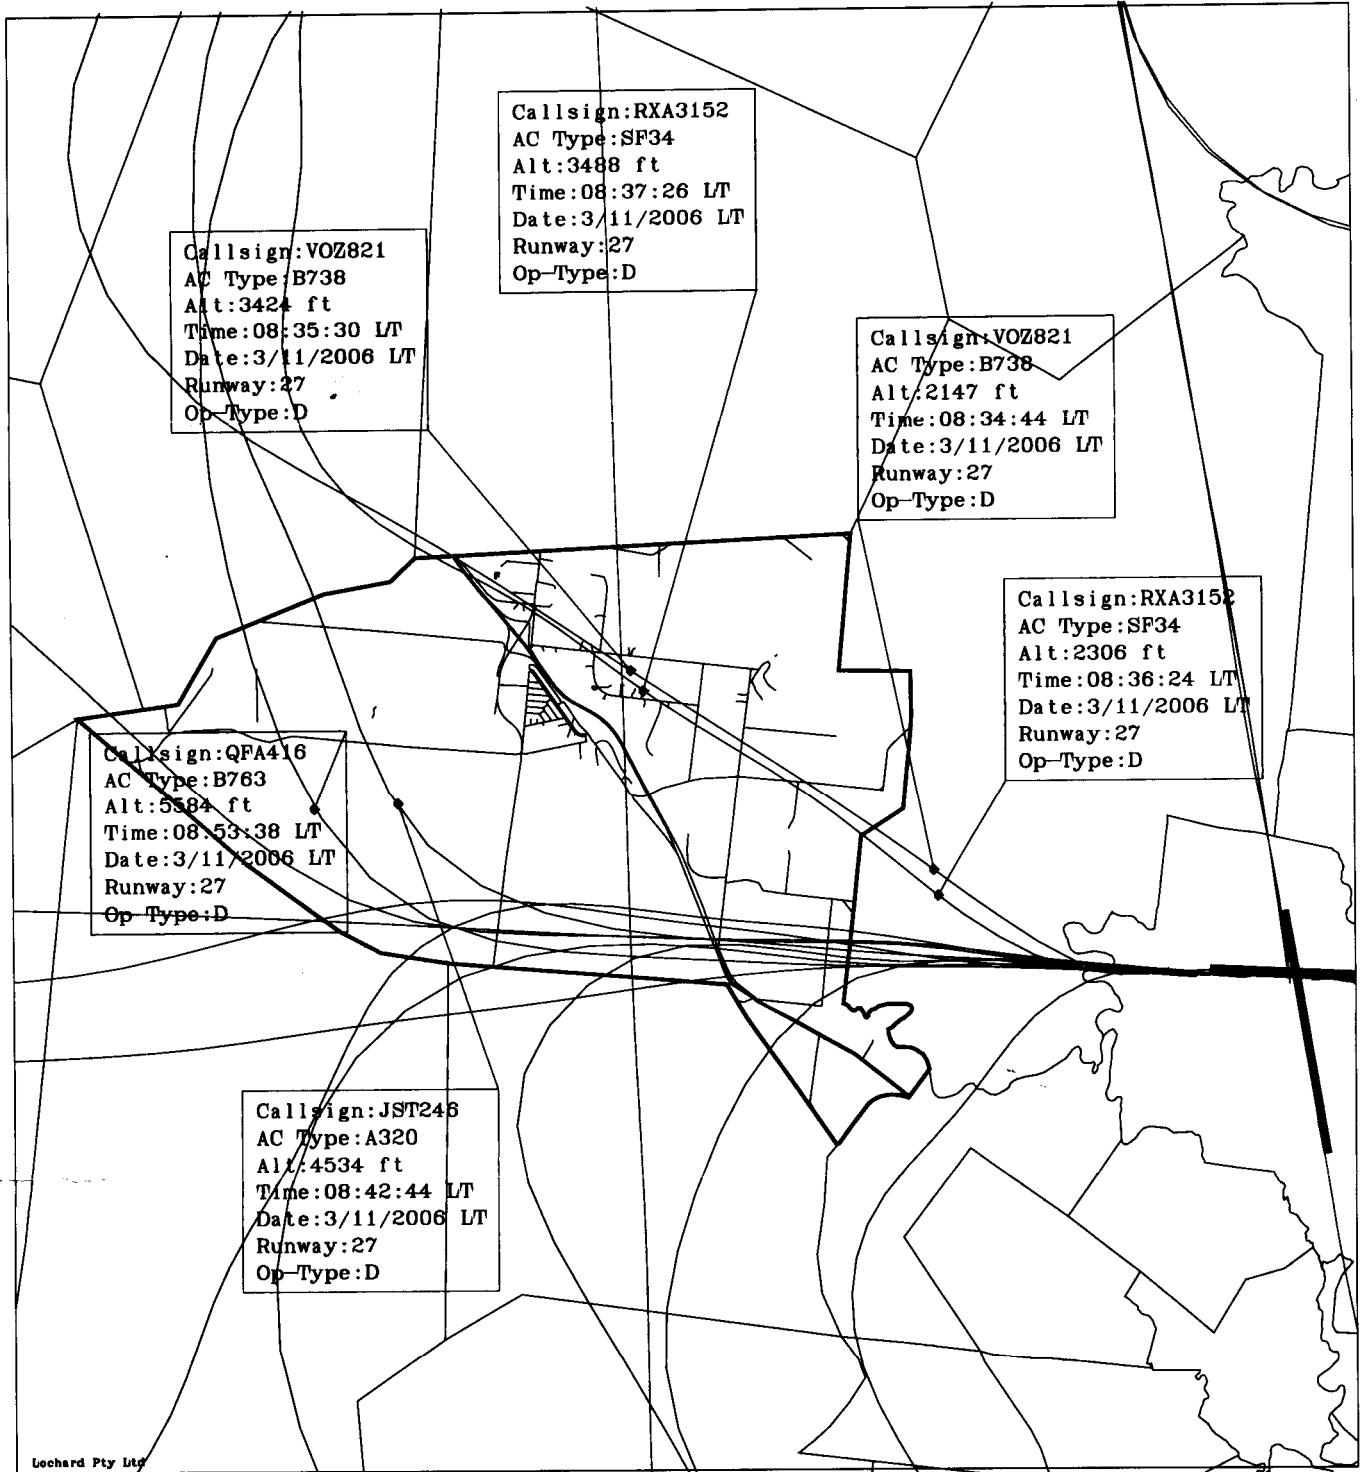 Callsign:RXA3152
AC Type:SF34
Alt:3488 ft
Time:08:37:26 LT
Date:3/11/2006 LT
Runway:27
Op-Type:D
Callsign:VOZ821
AC Type:B738
Alt:3424 ft
Time:08:35:30 LT
Date:3/11/2006 LT
Runway:27
Op-Type:D
Callsign:VOZ821
AC Type:B738
Alt:2147 ft
Time:08:34:44 LT
Date:3/11/2006 LT
Runway:27
Op-Type:D
Callsign:RXA3152
AC Type:SF34
Alt:2306 ft
Time:08:36:24 LT
Date:3/11/2006 LT
Runway:27
Op-Type:D
Callsign:QFA416
AC Type:B763
Alt:5584 ft
Time:08:53:38 LT
Date:3/11/2006 LT
Runway:27
Op-Type:D
Callsign:JST246
AC Type:A320
Alt:4534 ft
Time:08:42:44 LT
Date:3/11/2006 LT
Runway:27
Op-Type:D
Lochard Pty Ltd